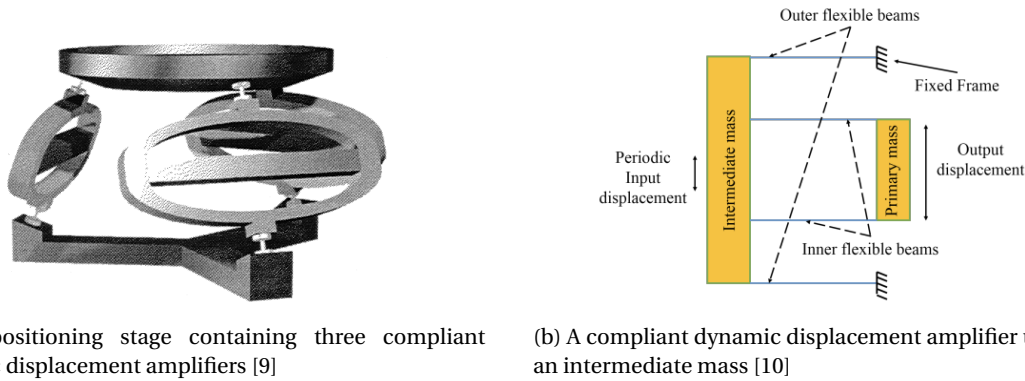 Outer flexible beams
Fixed Frame
Intermediate mass
Primary mass
Periodic
Input
displacement
Output
displacement
Inner flexible beams
positioning stage containing three compliant
displacement amplifiers [9]
(b) A compliant dynamic displacement amplifier
an intermediate mass [10]